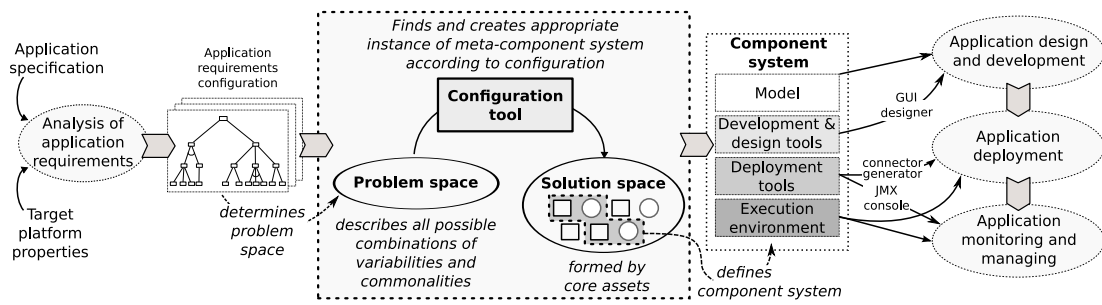 Application
specification
Analysis of
application
requirements
Target
platform
properties
Application
requirements
configuration
determines
problem
space
Finds and creates appropriate
instance of meta-component system
according to configuration
Configuration
tool
Problem space
describes all possible
combinations of
variabilities and
commonalities
Solution space
formed by
core assets
defines
component system
Component
system
Model
Development &
design tools
Deployment
tools
Execution
environment
GUI
designer
connector
generator
JMX
console
Application design
and development
Application
deployment
Application
monitoring and
managing